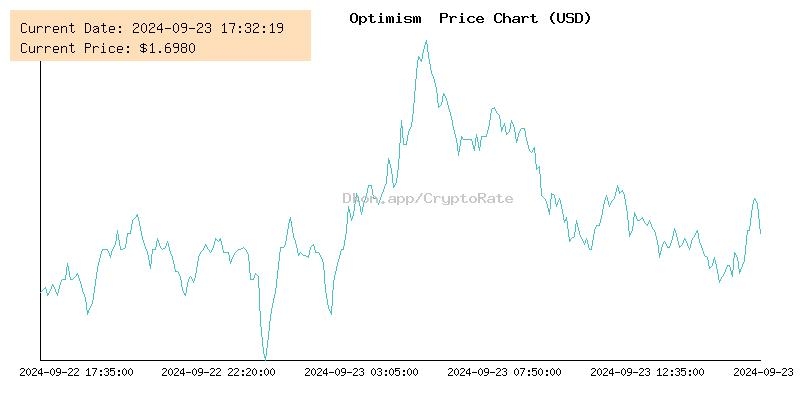 Optimism  Price Chart (USD)
Current Date: 2024-09-23 17:32:19
Current Price: $1.6980
Dhon.app/CryptoRate
2024-09-22 17:35:00 2024-09-22 22:20:00 2024-09-23 03:05:00 2024-09-23 07:50:00 2024-09-23 12:35:00 2024-09-23